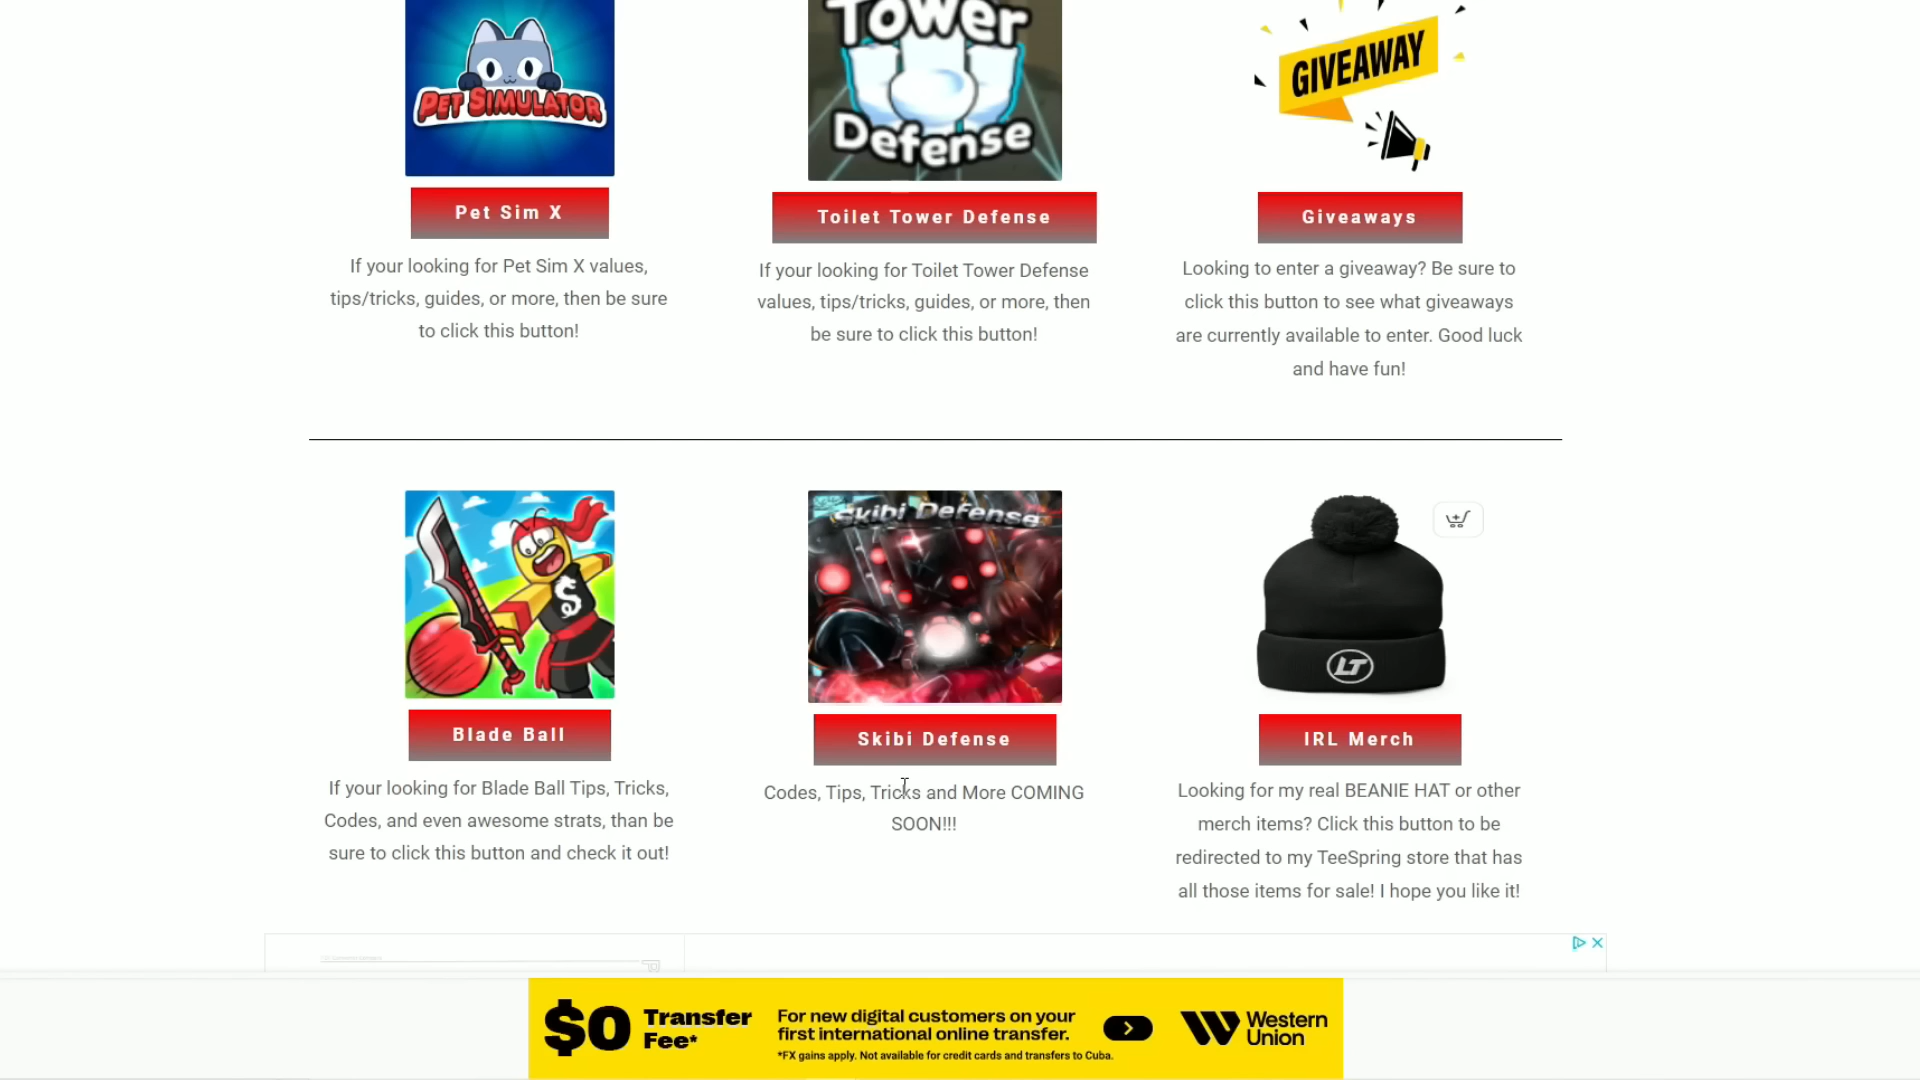 PET SIMULATOR
Tower
Defense
GIVEAWAY
Pet Sim X
Toilet Tower Defense
Giveaways
If your looking for Pet Sim X values,
tips/tricks, guides, or more, then be sure
to click this button!
If your looking for Toilet Tower Defense
values, tips/tricks, guides, or more, then
be sure to click this button!
Looking to enter a giveaway? Be sure to
click this button to see what giveaways
are currently available to enter. Good luck
and have fun!
Skibi Defense
LT
Blade Ball
Skibi Defense
IRL Merch
If your looking for Blade Ball Tips, Tricks,
Codes, and even awesome strats, than be
sure to click this button and check it out!
Codes, Tips, Tricks and More COMING
SOON!!!
Looking for my real BEANIE HAT or other
merch items? Click this button to be
redirected to my TeeSpring store that has
all those items for sale! I hope you like it!
$0 Transfer
Fee*
For new digital customers on your
first international online transfer.
*FX gains apply. Not available for credit cards and transfers to Cuba.
Western
Union